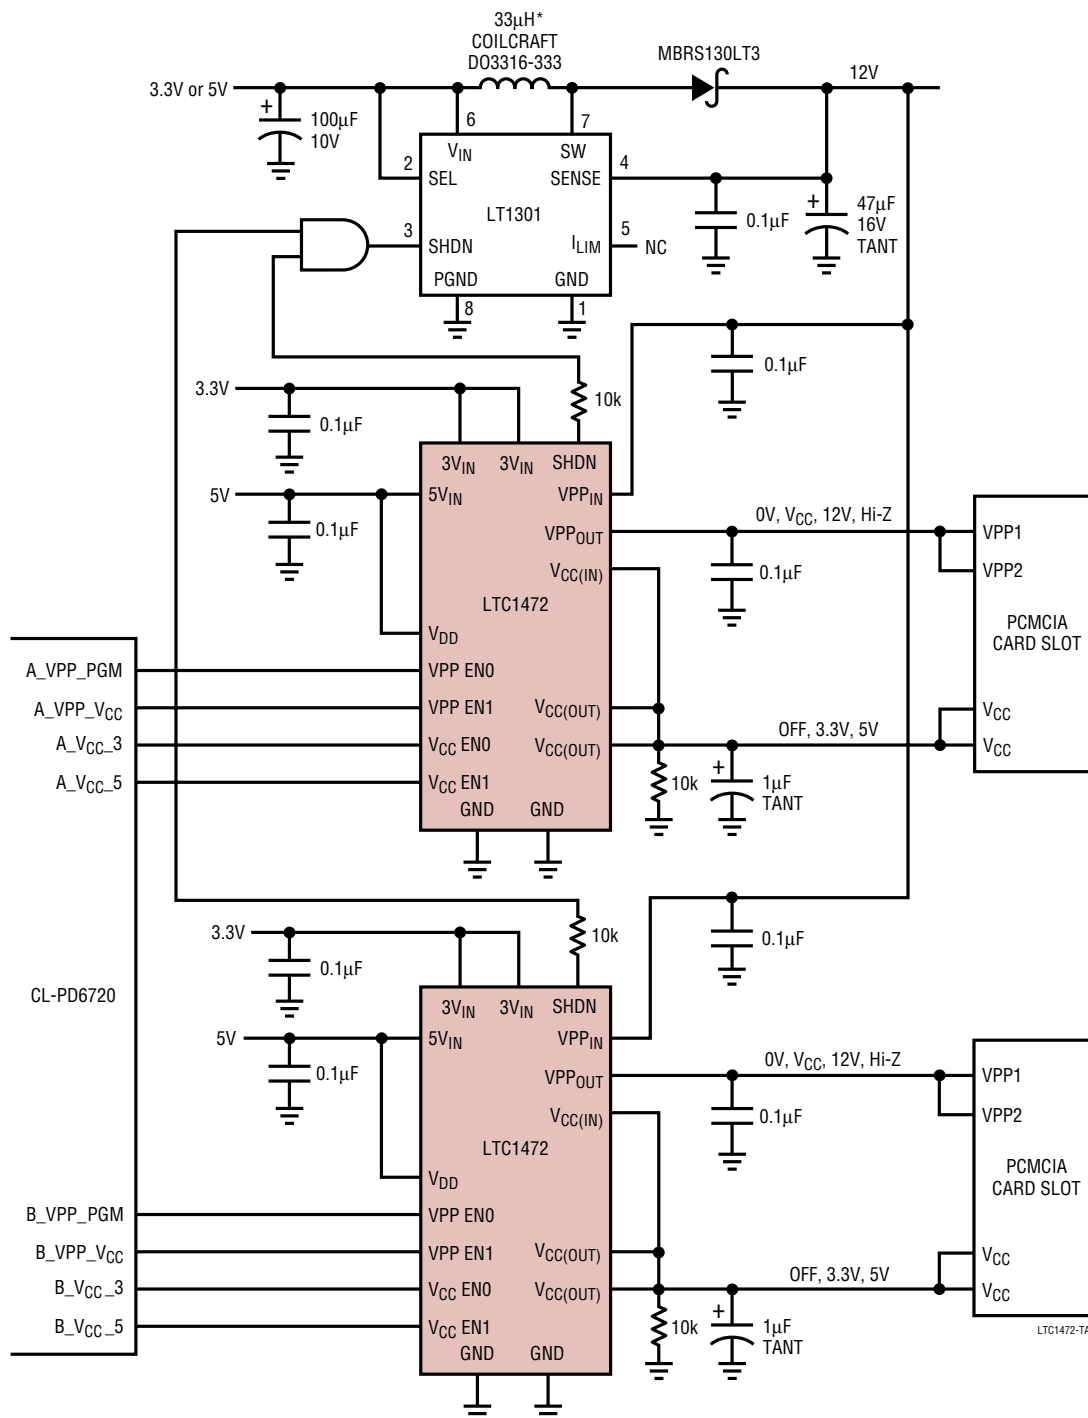 33µH*
COILCRAFT
DO3316-333
MBRS130LT3
3.3V or 5V
12V
+
100µF
10V
6
7
VIN
SW
2
SEL
SENSE
4
LT1301
0.1µF
+
47µF
16V
TANT
3
SHDN
ILIM
5
NC
PGND
GND
8
1
0.1µF
3.3V
0.1µF
10k
3VIN
3VIN
SHDN
5V
5VIN
VPPIN
0.1µF
VPPOUT
0V, VCC, 12V, Hi-Z
VPP1
VPP2
0.1µF
VCC(IN)
LTC1472
PCMCIA
CARD SLOT
VDD
A_VPP_PGM
VPP EN0
A_VPP_VCC
VPP EN1
VCC(OUT)
VCC
A_VCC_3
VCC EN0
VCC(OUT)
OFF, 3.3V, 5V
VCC
A_VCC_5
VCC EN1
10k
+
1µF
TANT
GND
GND
3.3V
0.1µF
10k
0.1µF
CL-PD6720
3VIN
3VIN
SHDN
5V
5VIN
VPPIN
0.1µF
VPPOUT
0V, VCC, 12V, Hi-Z
VPP1
VPP2
0.1µF
VCC(IN)
LTC1472
PCMCIA
CARD SLOT
VDD
B_VPP_PGM
VPP EN0
B_VPP_VCC
VPP EN1
VCC(OUT)
VCC
B_VCC_3
VCC EN0
VCC(OUT)
OFF, 3.3V, 5V
VCC
B_VCC_5
VCC EN1
10k
+
1µF
TANT
GND
GND
LTC1472-TA